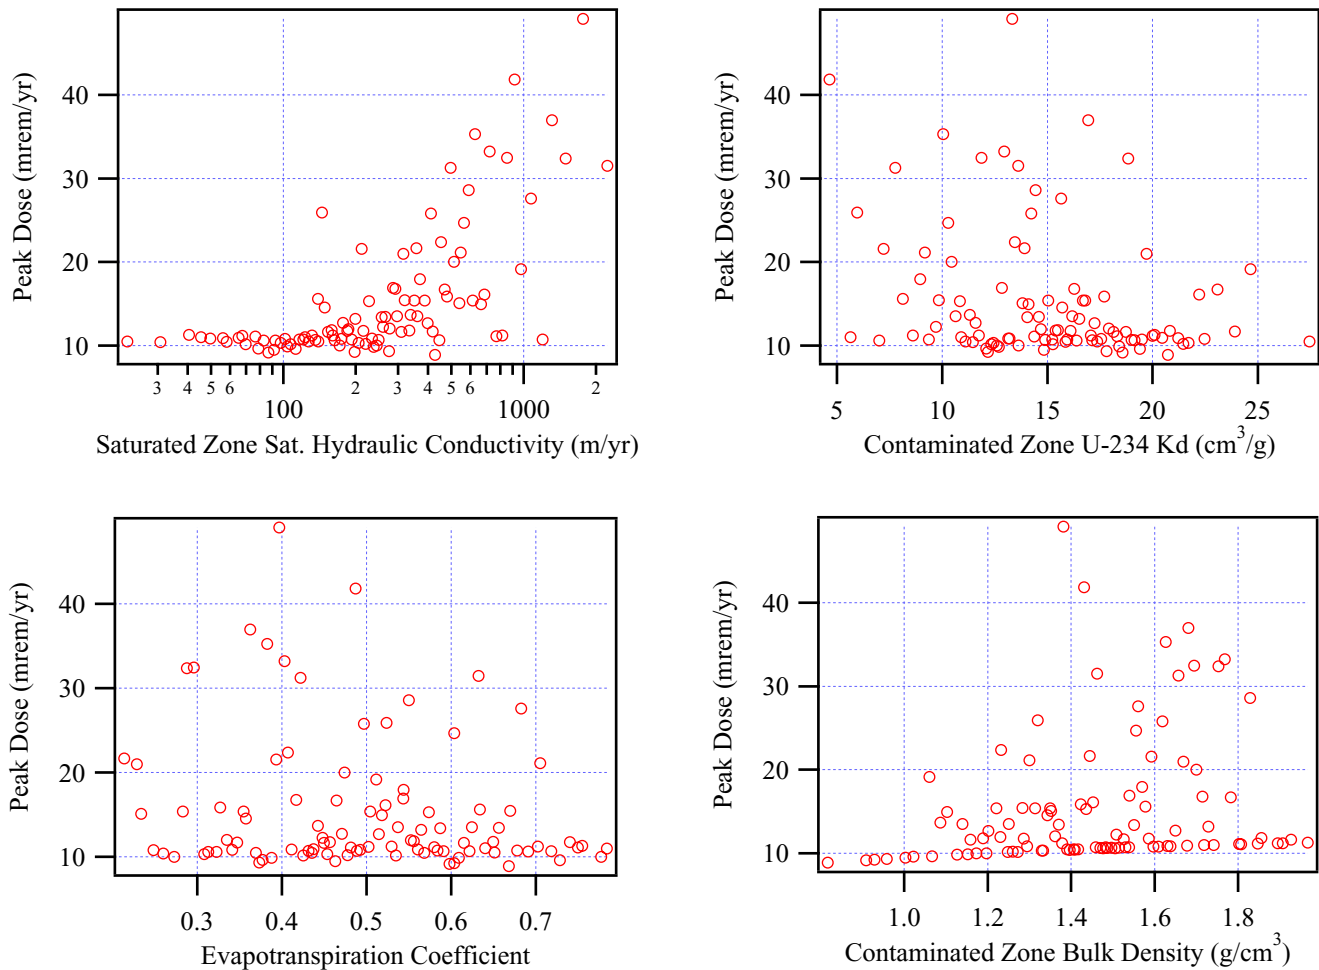 Peak Dose (mrem/yr)
40
30
20
10
3 4 5 6 2 3 4 5 6 2
100 1000
Saturated Zone Sat. Hydraulic Conductivity (m/yr)
Peak Dose (mrem/yr)
40
30
20
10
5 10 15 20 25
Contaminated Zone U-234 Kd (cm³/g)
Peak Dose (mrem/yr)
40
30
20
10
0.3 0.4 0.5 0.6 0.7
Evapotranspiration Coefficient
Peak Dose (mrem/yr)
40
30
20
10
1.0 1.2 1.4 1.6 1.8
Contaminated Zone Bulk Density (g/cm³)